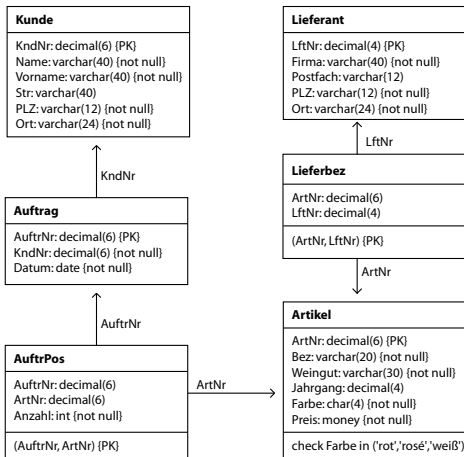 Kunde
KndNr: decimal(6) {PK}
Name: varchar(40) {not null}
Vorname: varchar(40) {not null}
Str: varchar(40)
PLZ: varchar(12) {not null}
Ort: varchar(24) {not null}
KndNr
Auftrag
AuftrNr: decimal(6) {PK}
KndNr: decimal(6) {not null}
Datum: date {not null}
AuftrNr
AuftrPos
AuftrNr: decimal(6)
ArtNr: decimal(6)
Anzahl: int {not null}
(AuftrNr, ArtNr) {PK}
ArtNr
Lieferant
LftNr: decimal(4) {PK}
Firma: varchar(40) {not null}
Postfach: varchar(12)
PLZ: varchar(12) {not null}
Ort: varchar(24) {not null}
LftNr
Lieferbez
ArtNr: decimal(6)
LftNr: decimal(4)
(ArtNr, LftNr) {PK}
ArtNr
Artikel
ArtNr: decimal(6) {PK}
Bez: varchar(20) {not null}
Weingut: varchar(30) {not null}
Jahrgang: decimal(4)
Farbe: char(4) {not null}
Preis: money {not null}
check Farbe in ('rot','rosé','weiß')